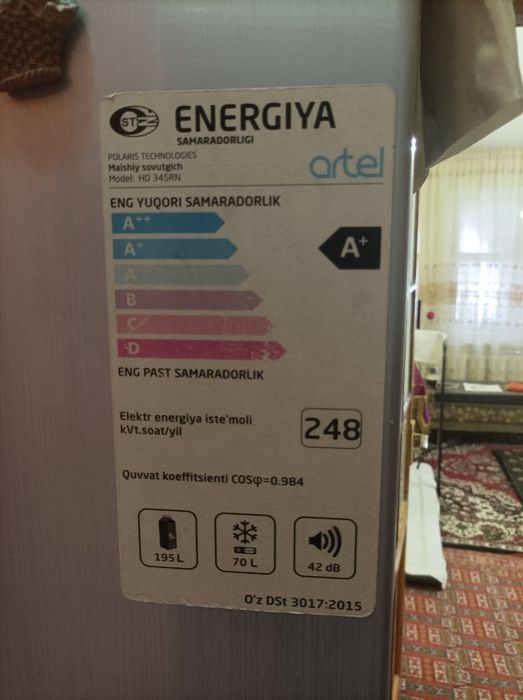 ST
ENERGIYA
SAMARADORLIGI
POLARIS TECHNOLOGIES
Maishiy sovutgich
Model: HD 345RN
artel
ENG YUQORI SAMARADORLIK
A++
A+
A+
A
B
C
D
ENG PAST SAMARADORLIK
Elektr energiya iste'moli
kVt.soat/yil
248
Quvvat koeffitsienti COSφ=0.984
195 L
70 L
42 dB
O'z DSt 3017:2015